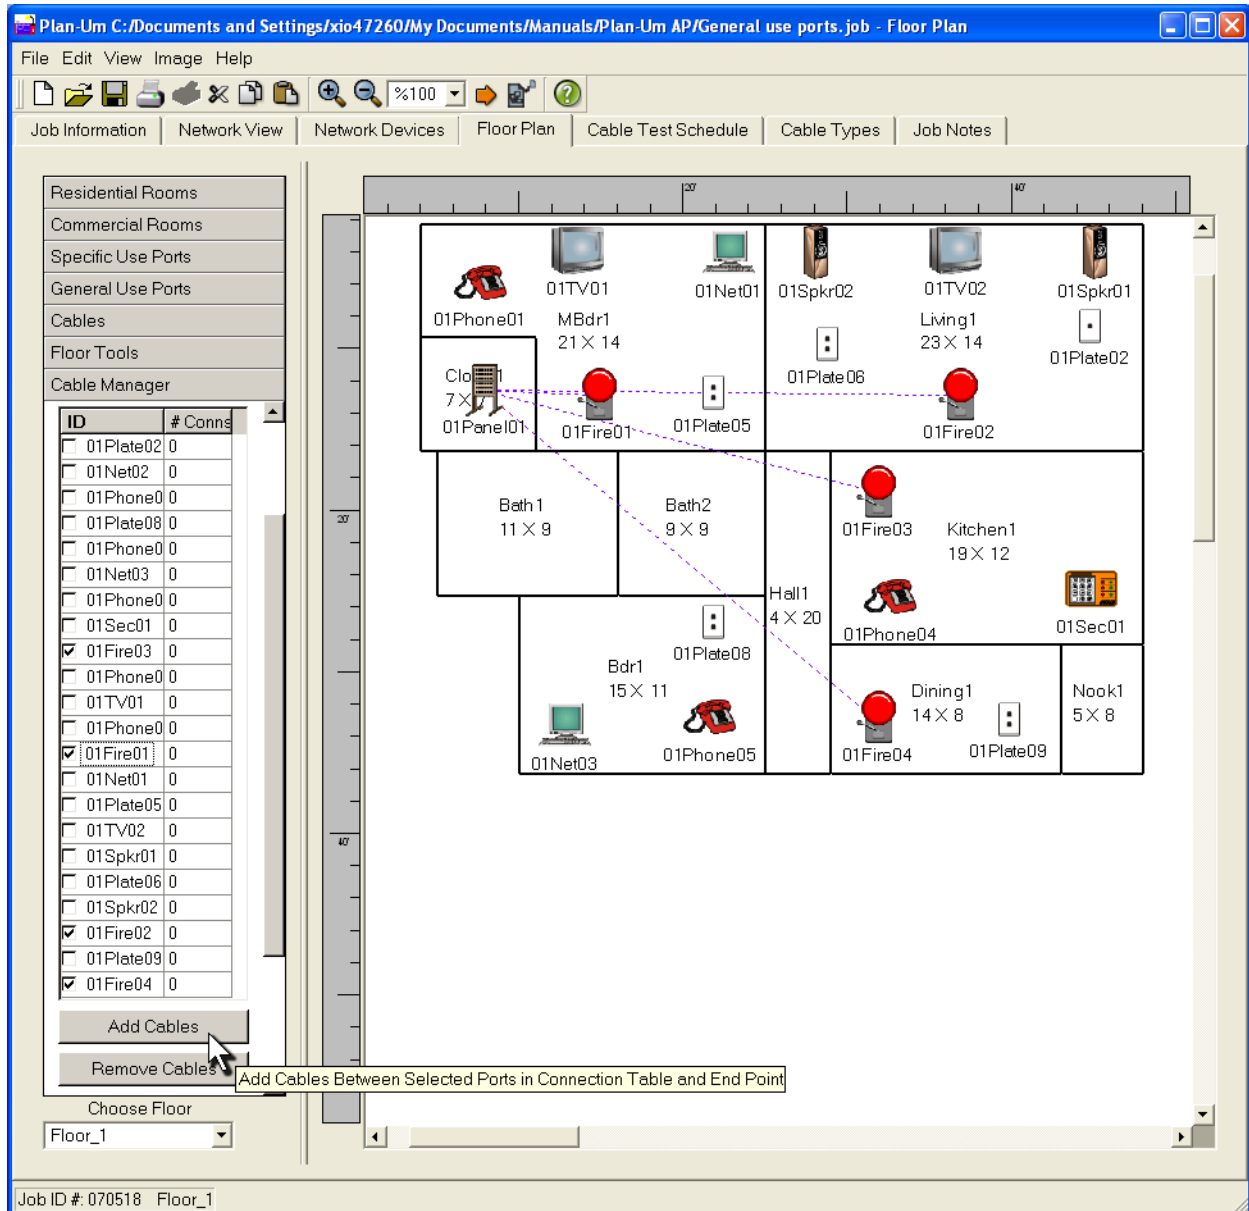 Plan-Um C:/Documents and Settings/xio47260/My Documents/Manuals/Plan-Um AP/General use ports.job - Floor Plan
File Edit View Image Help
%100
Job Information Network View Network Devices Floor Plan Cable Test Schedule Cable Types Job Notes
Residential Rooms
Commercial Rooms
Specific Use Ports
General Use Ports
Cables
Floor Tools
Cable Manager
ID # Conns
01Plate02 0
01Net02 0
01Phone0 0
01Plate08 0
01Phone0 0
01Net03 0
01Phone0 0
01Sec01 0
01Fire03 0
01Phone0 0
01TV01 0
01Phone0 0
01Fire01 0
01Net01 0
01Plate05 0
01TV02 0
01Spkr01 0
01Plate06 0
01Spkr02 0
01Fire02 0
01Plate09 0
01Fire04 0
Add Cables
Remove Cables
Add Cables Between Selected Ports in Connection Table and End Point
Choose Floor
Floor_1
20' 40'
20'
40'
01Phone01
01TV01
01Net01
MBdr1
21 X 14
01Spkr02
01TV02
01Spkr01
Living1
23 X 14
01Plate02
01Plate06
7 X
01Panel01
01Fire01
01Plate05
01Fire02
Bath1
11 X 9
Bath2
9 X 9
01Fire03
Kitchen1
19 X 12
Hall1
4 X 20
01Phone04
01Sec01
01Plate08
Bdr1
15 X 11
01Net03
01Phone05
Dining1
14 X 8
01Fire04
01Plate09
Nook1
5 X 8
Job ID #: 070518 Floor_1